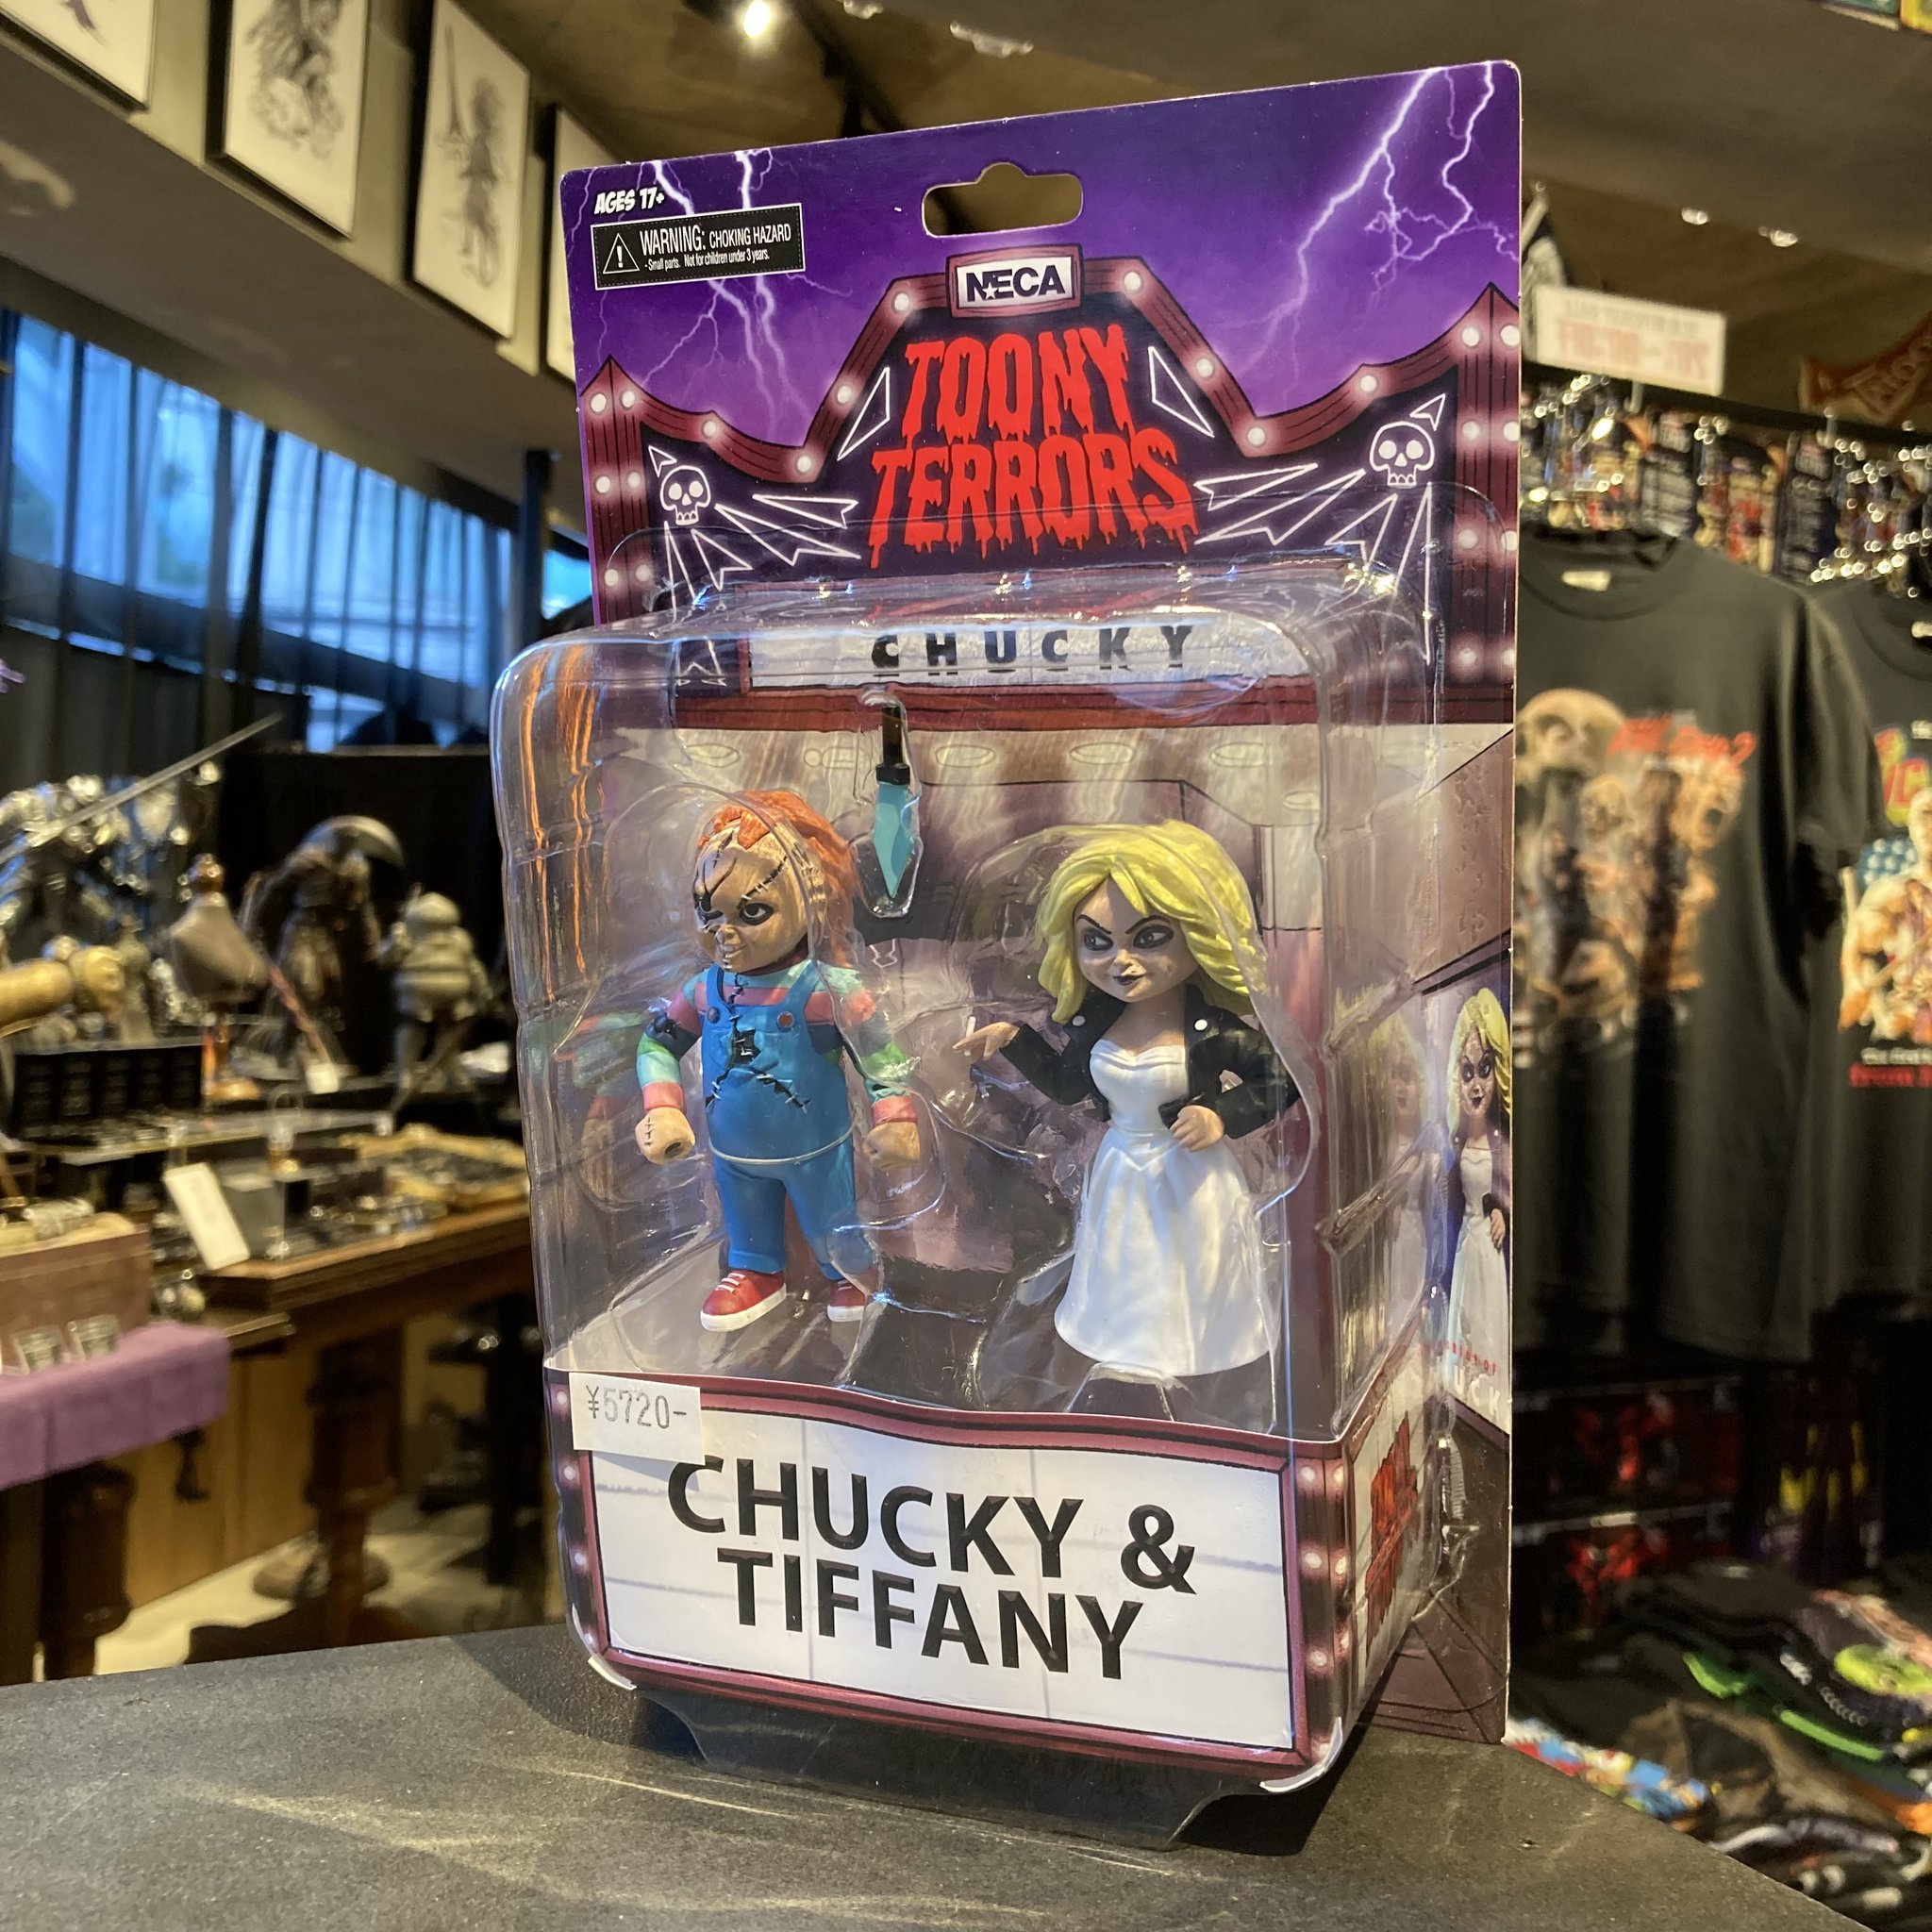 AGES 17+
WARNING: CHOKING HAZARD
-Small parts. Not for children under 3 years.
NECA
TOONY
TERRORS
CHUCKY
¥5720-
CHUCKY &
TIFFANY